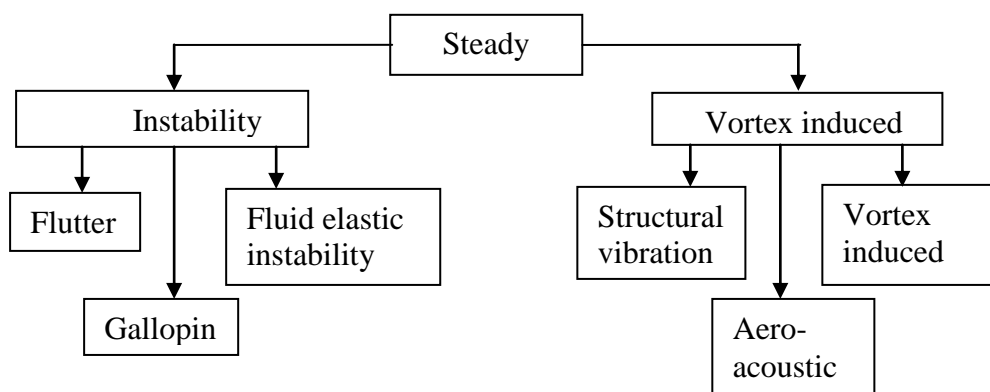 Steady
Instability
Vortex induced
Flutter
Fluid elastic
instability
Structural
vibration
Vortex
induced
Gallopin
Aero-
acoustic